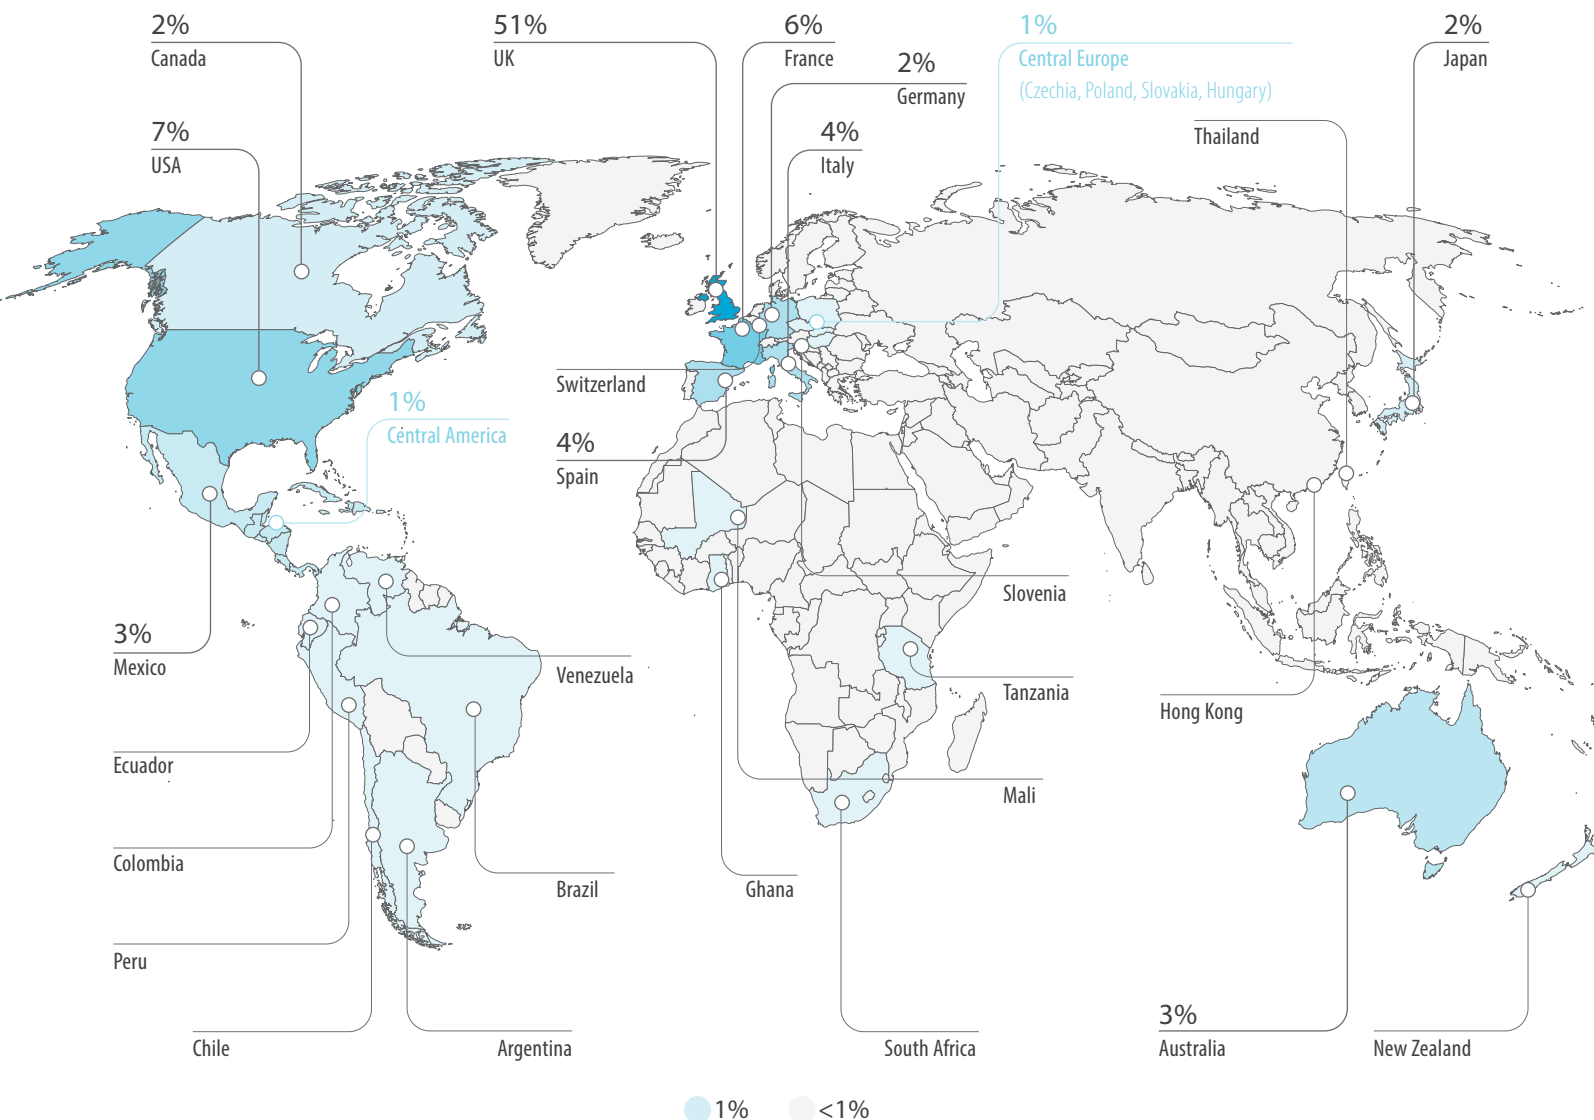 2%
Canada
51%
UK
6%
France
2%
Germany
1%
Central Europe
(Czechia, Poland, Slovakia, Hungary)
2%
Japan
7%
USA
4%
Italy
Thailand
Switzerland
1%
Central America
4%
Spain
Slovenia
3%
Mexico
Venezuela
Tanzania
Hong Kong
Ecuador
Mali
Colombia
Brazil
Ghana
Peru
3%
Australia
Chile
Argentina
South Africa
New Zealand
1%
<1%